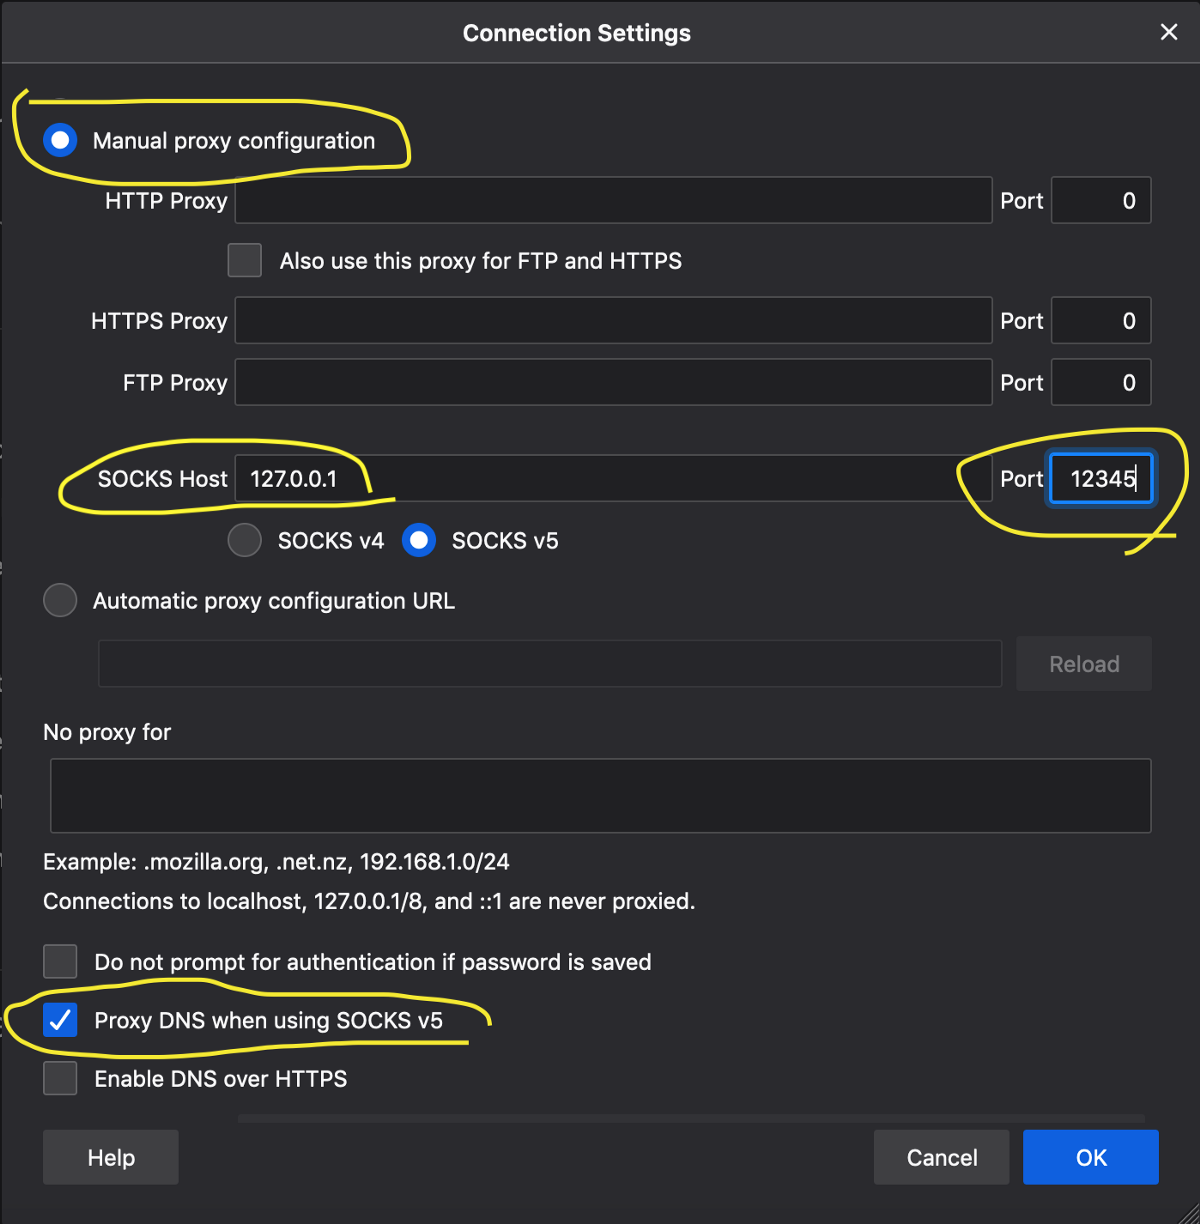 Connection Settings
Manual proxy configuration
HTTP Proxy Port 0
Also use this proxy for FTP and HTTPS
HTTPS Proxy Port 0
FTP Proxy Port 0
SOCKS Host 127.0.0.1 Port 12345
SOCKS v4 SOCKS v5
Automatic proxy configuration URL
Reload
No proxy for
Example: .mozilla.org, .net.nz, 192.168.1.0/24
Connections to localhost, 127.0.0.1/8, and ::1 are never proxied.
Do not prompt for authentication if password is saved
Proxy DNS when using SOCKS v5
Enable DNS over HTTPS
Help Cancel OK